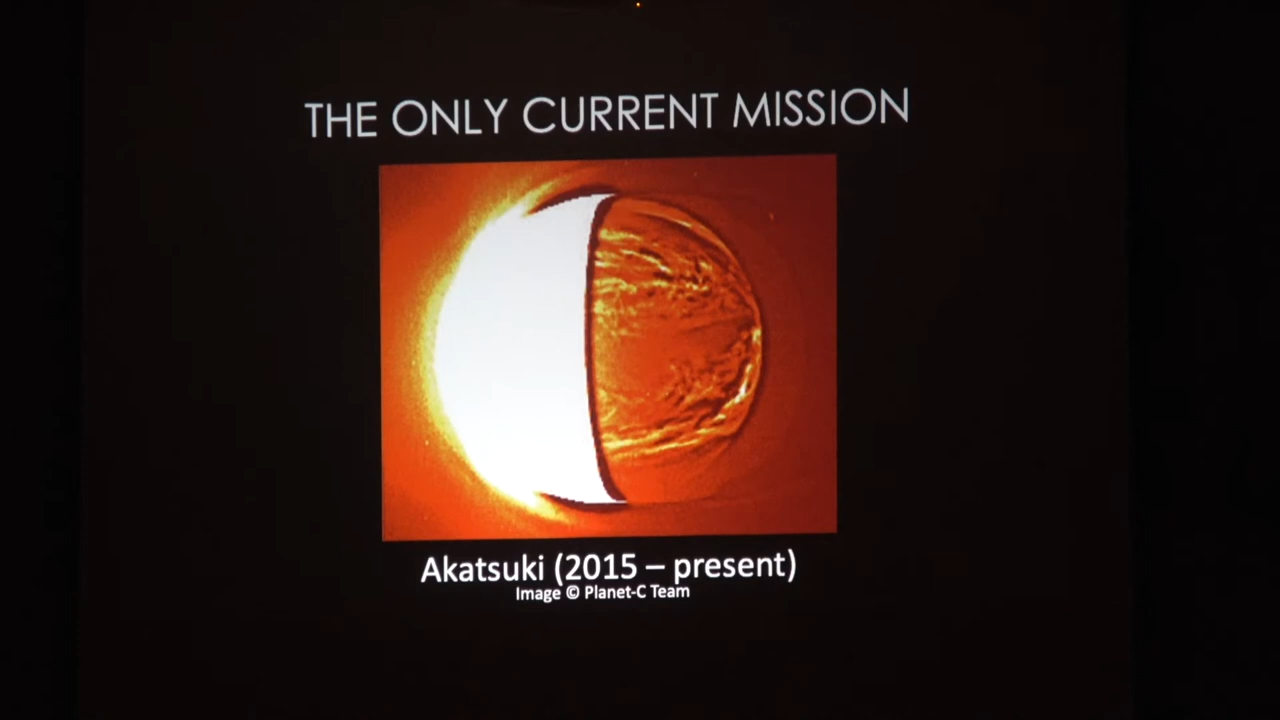 THE ONLY CURRENT MISSION
Akatsuki (2015 – present)
Image © Planet-C Team